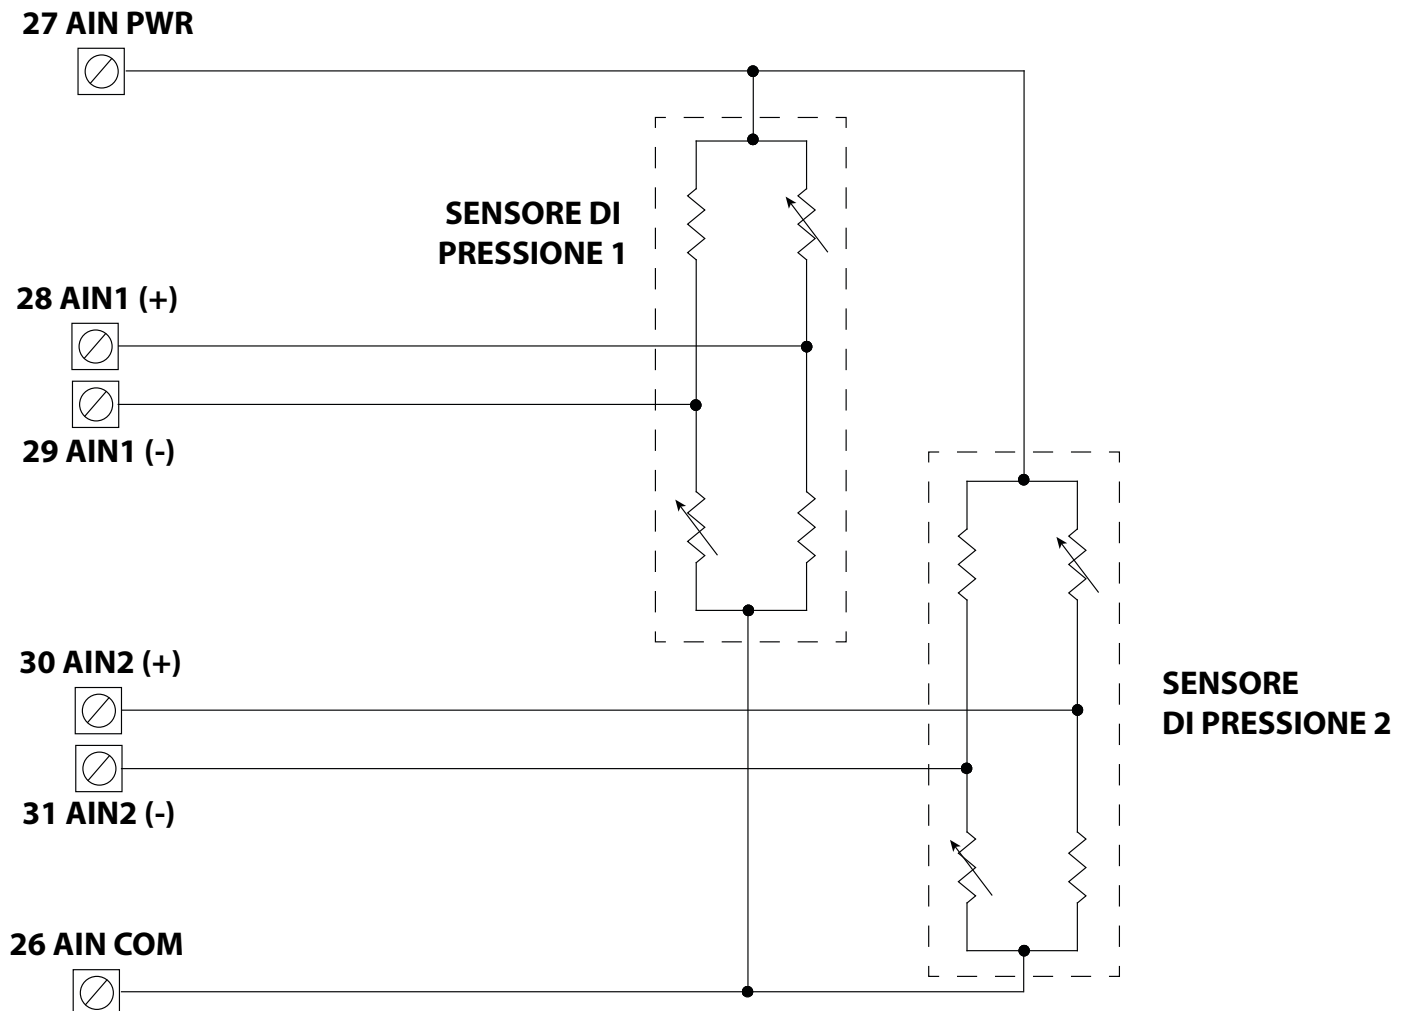 27 AIN PWR
SENSORE DI
PRESSIONE 1
28 AIN1 (+)
29 AIN1 (-)
30 AIN2 (+)
SENSORE
DI PRESSIONE 2
31 AIN2 (-)
26 AIN COM